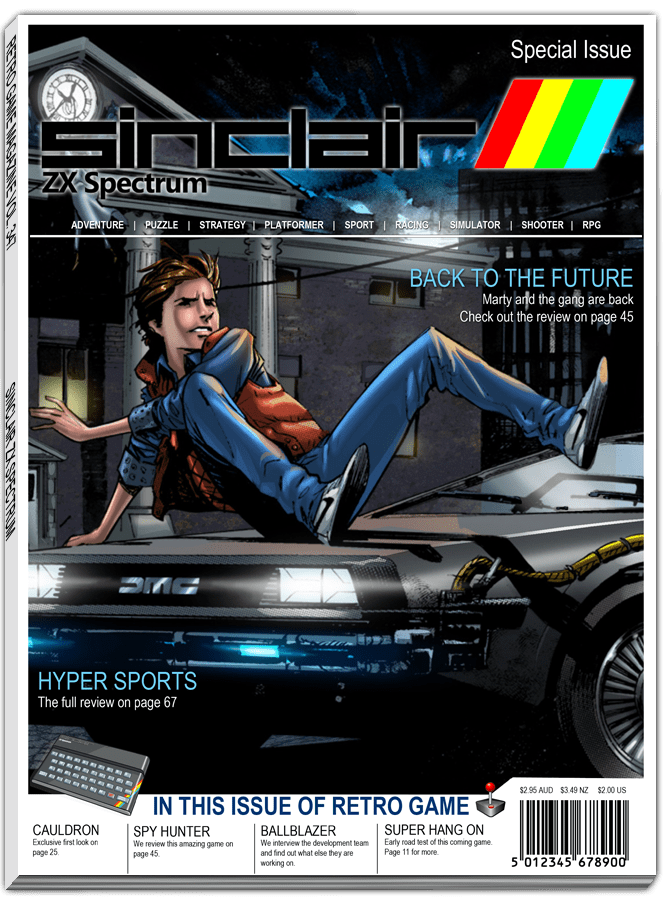 Special Issue
sinclair
ZX Spectrum
ADVENTURE | PUZZLE | STRATEGY | PLATFORMER | SPORT | RACING | SIMULATOR | SHOOTER | RPG
BACK TO THE FUTURE
Marty and the gang are back
Check out the review on page 45
DMC
HYPER SPORTS
The full review on page 67
IN THIS ISSUE OF RETRO GAME
$2.95 AUD $3.49 NZ $2.00 US
CAULDRON
Exclusive first look on
page 25.
SPY HUNTER
We review this amazing game on
page 45.
BALLBLAZER
We interview the development team
and find out what else they are
working on.
SUPER HANG ON
Early road test of this coming game.
Page 11 for more.
5 012345 678900
SINCLAIR ZX SPECTRUM